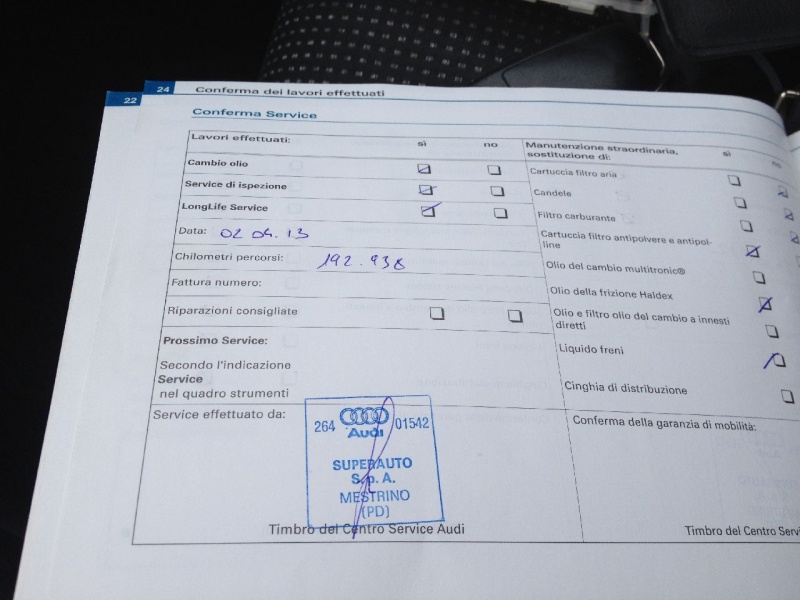 24 Conferma dei lavori effettuati
22
Conferma Service
Lavori effettuati: sì no
Cambio olio
Service di ispezione
LongLife Service
Data: 02 04.13
Chilometri percorsi: 192.938
Fattura numero:
Riparazioni consigliate
Prossimo Service:
Secondo l'indicazione
Service
nel quadro strumenti
Manutenzione straordinaria,
sostituzione di: sì no
Cartuccia filtro aria
Candele
Filtro carburante
Cartuccia filtro antipolvere e antipol-
line
Olio del cambio multitronic®
Olio della frizione Haldex
Olio e filtro olio del cambio a innesti
diretti
Liquido freni
Cinghia di distribuzione
Service effettuato da:
264 Audi 01542
SUPERAUTO
S.p.A.
MESTRINO
(PD)
Timbro del Centro Service Audi
Conferma della garanzia di mobilità:
Timbro del Centro Servi